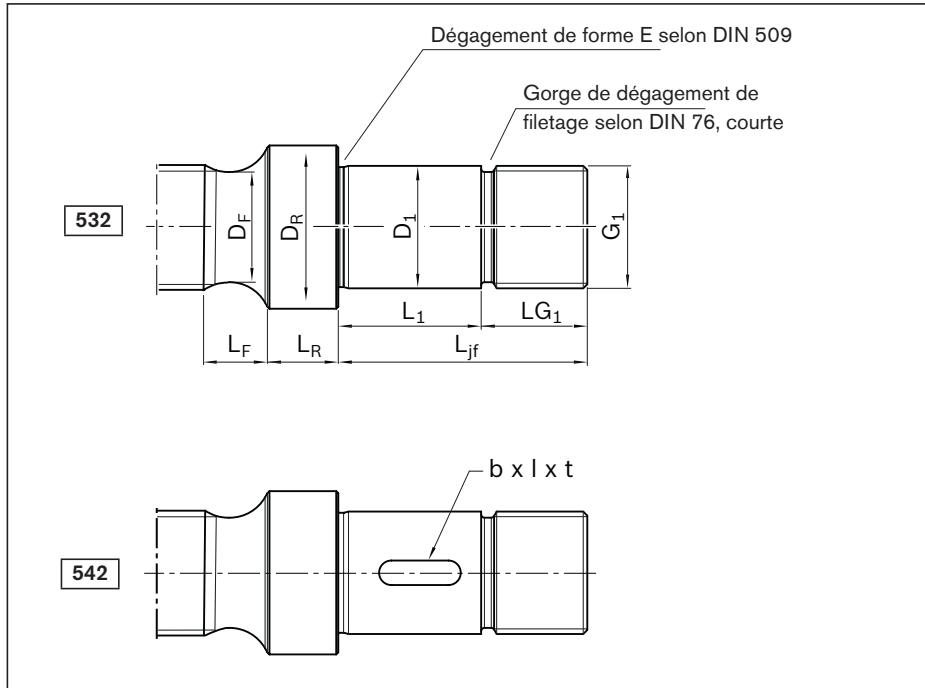 Dégagement de forme E selon DIN 509
Gorge de dégagement de
filetage selon DIN 76, courte
532
D_F
D_R
D_1
G_1
L_1
LG_1
L_F
L_R
L_jf
b x l x t
542